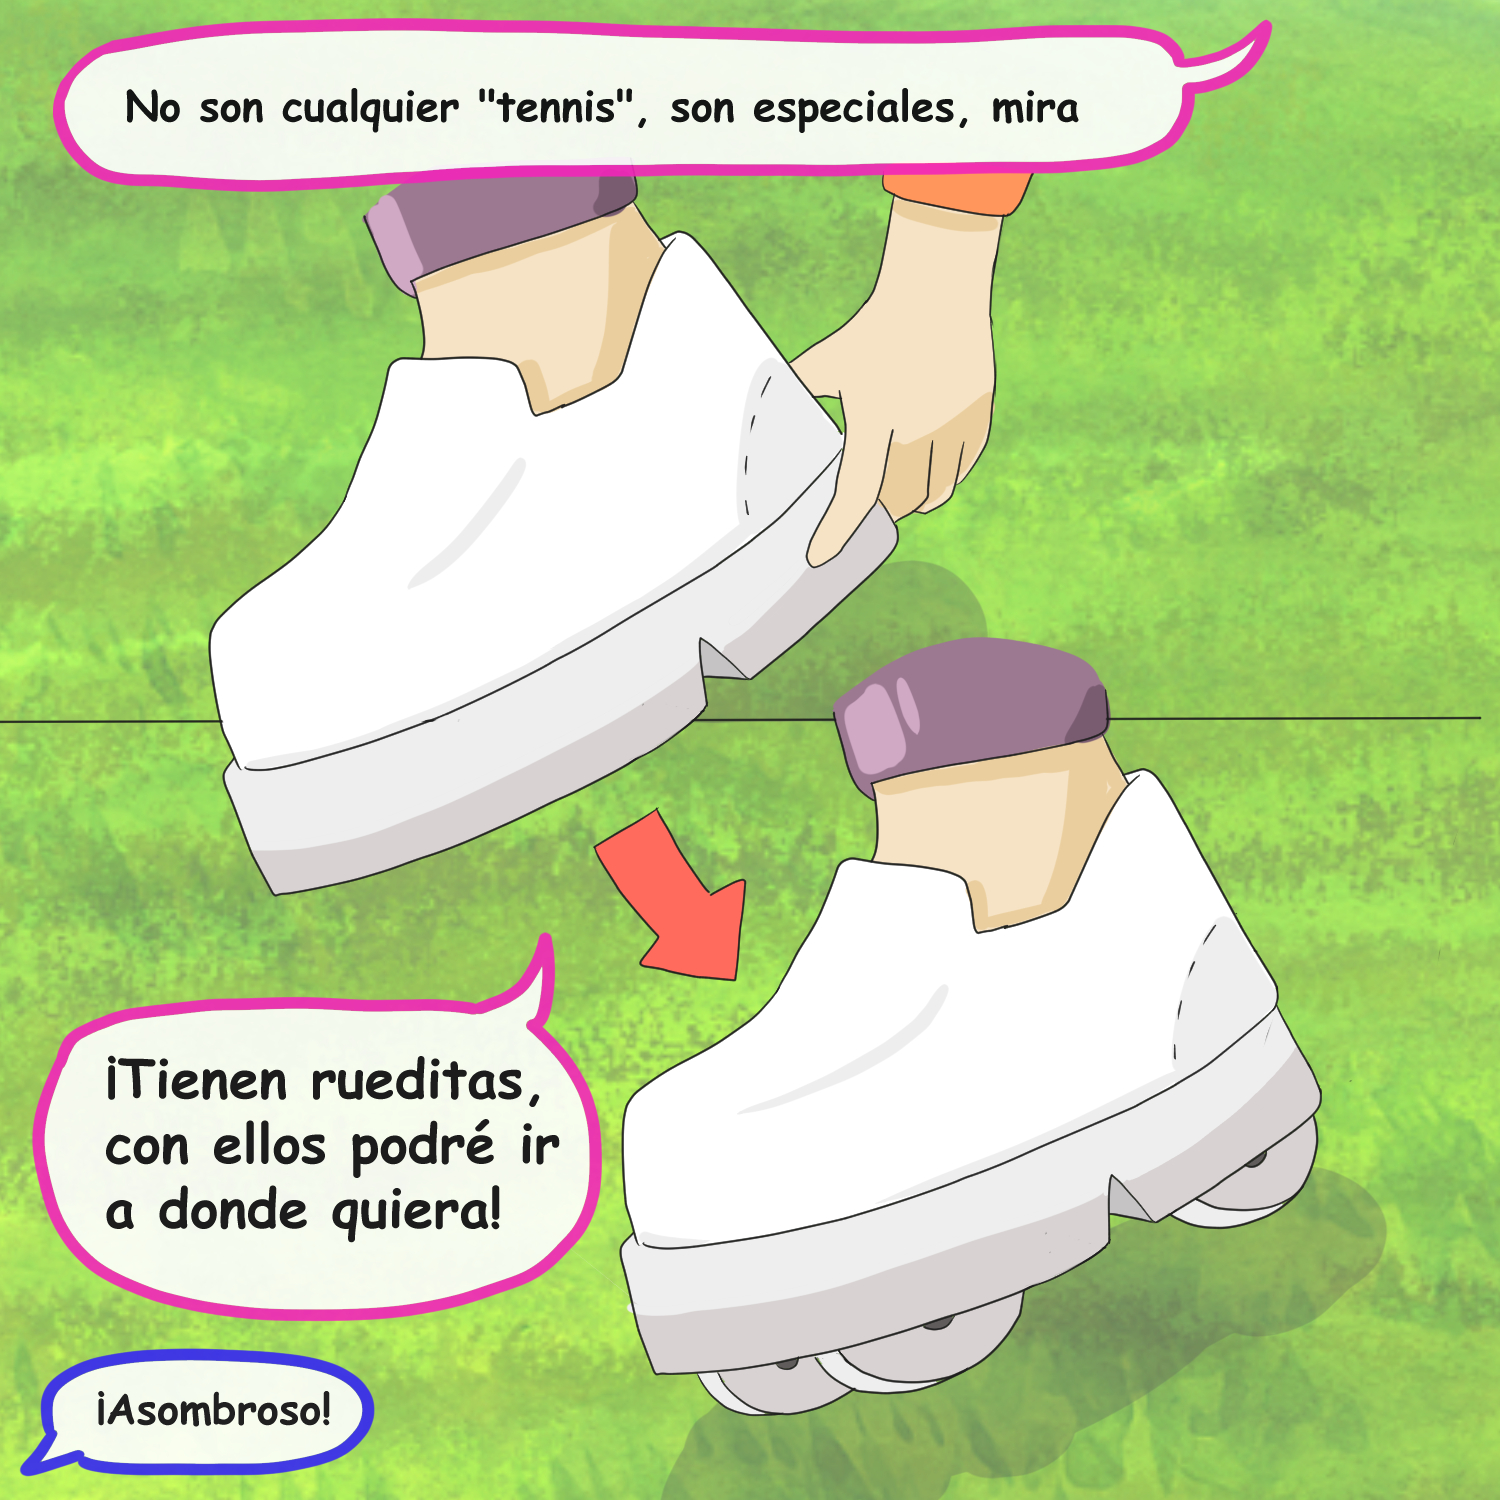 No son cualquier "tennis", son especiales, mira
¡Tienen rueditas,
con ellos podré ir
a donde quiera!
¡Asombroso!